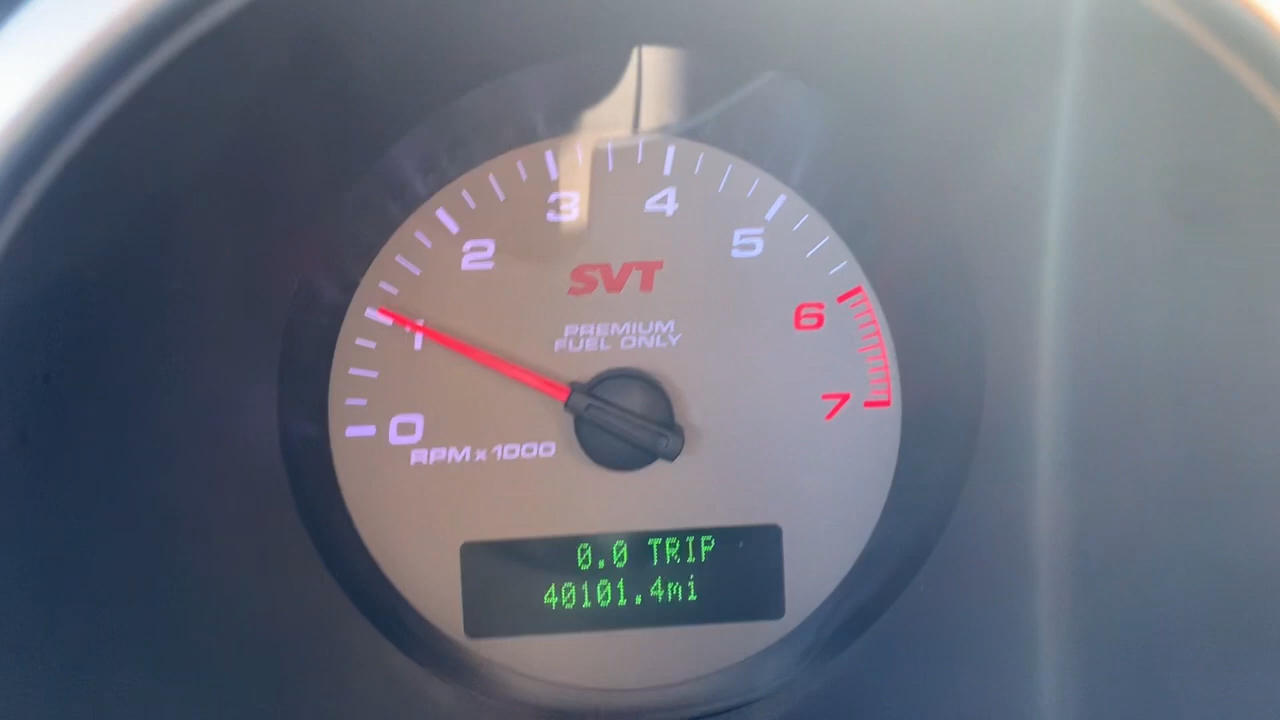 0
1
2
3
4
5
6
7
SVT
PREMIUM
FUEL ONLY
RPM x 1000
0.0 TRIP
40101.4mi